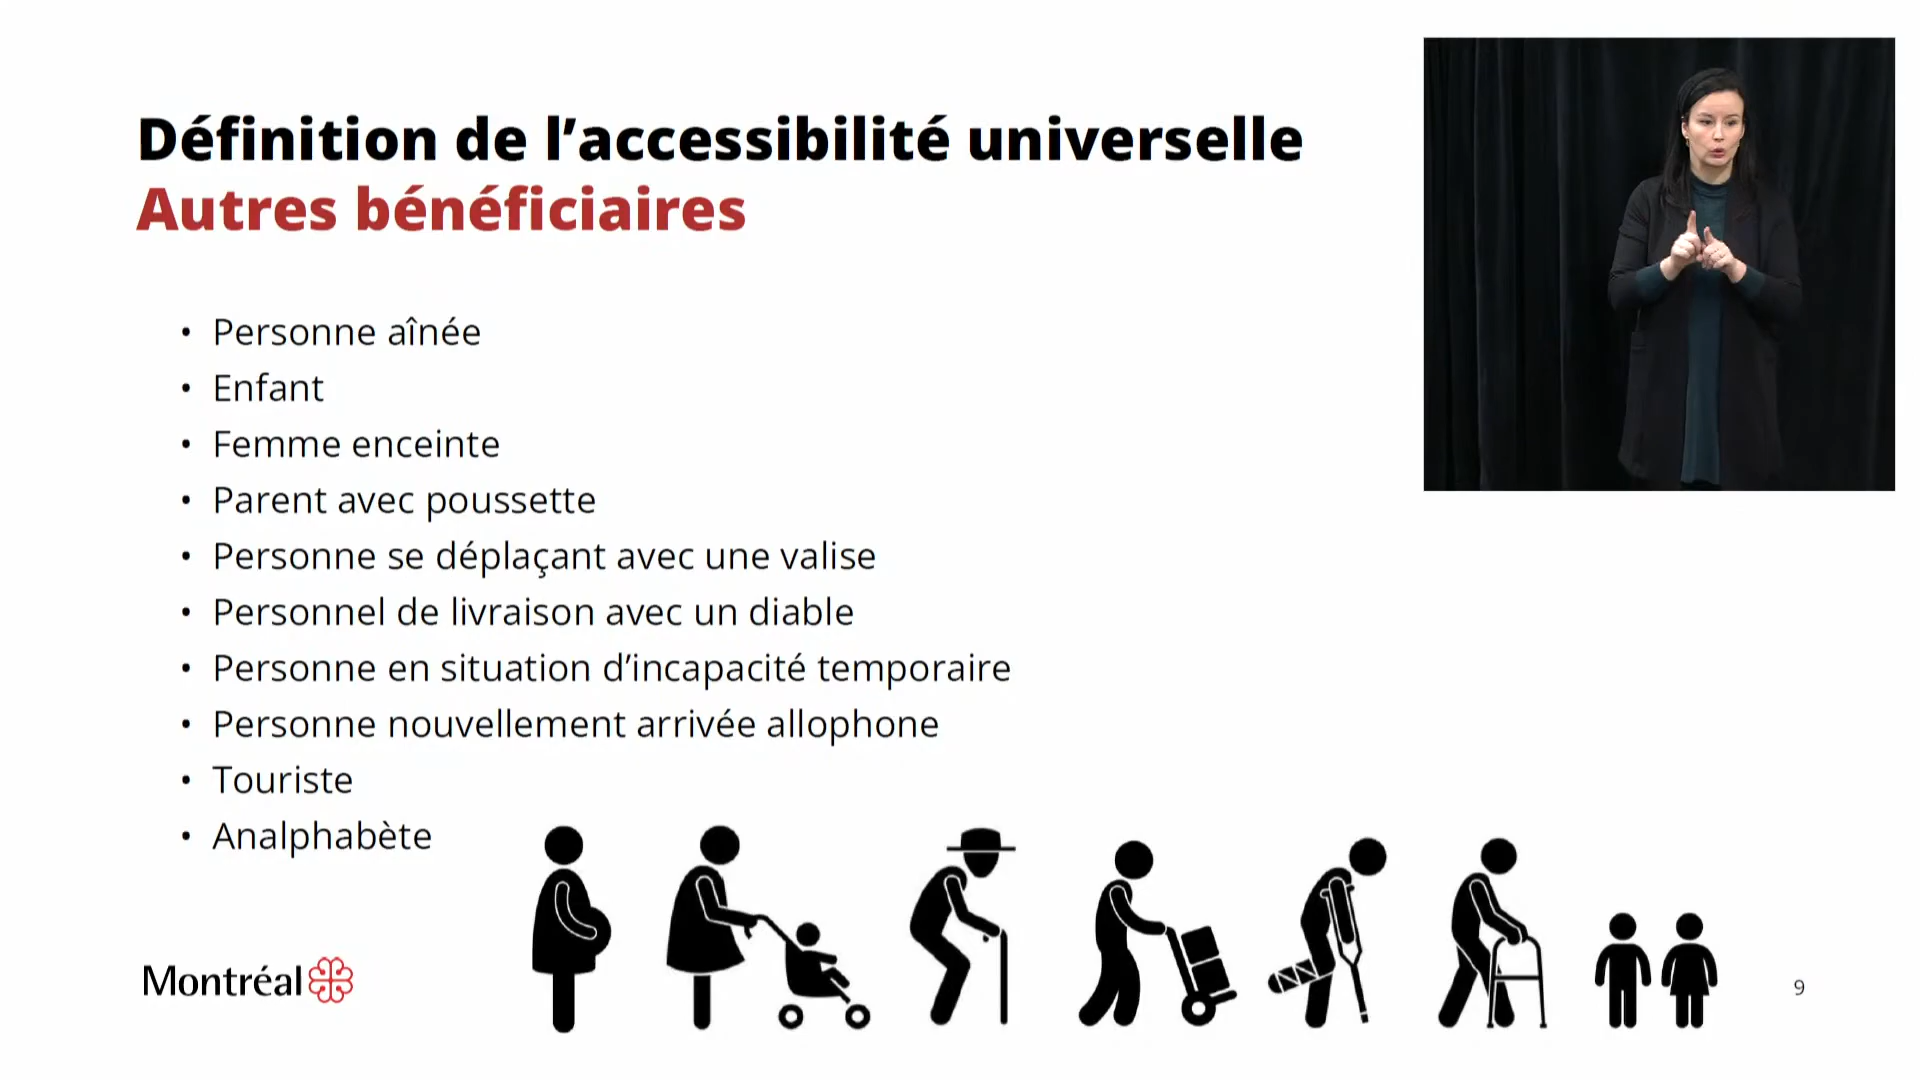 Définition de l’accessibilité universelle
Autres bénéficiaires
• Personne aînée
• Enfant
• Femme enceinte
• Parent avec poussette
• Personne se déplaçant avec une valise
• Personnel de livraison avec un diable
• Personne en situation d’incapacité temporaire
• Personne nouvellement arrivée allophone
• Touriste
• Analphabète
Montréal
9